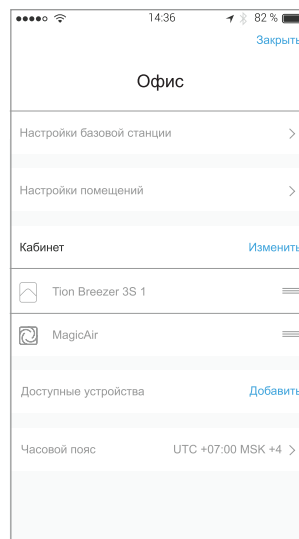 14:36
82 %
Закрыть
Офис
Настройки базовой станции
Настройки помещений
Кабинет
Изменить
Tion Breezer 3S 1
MagicAir
Доступные устройства
Добавить
Часовой пояс
UTC +07:00 MSK +4